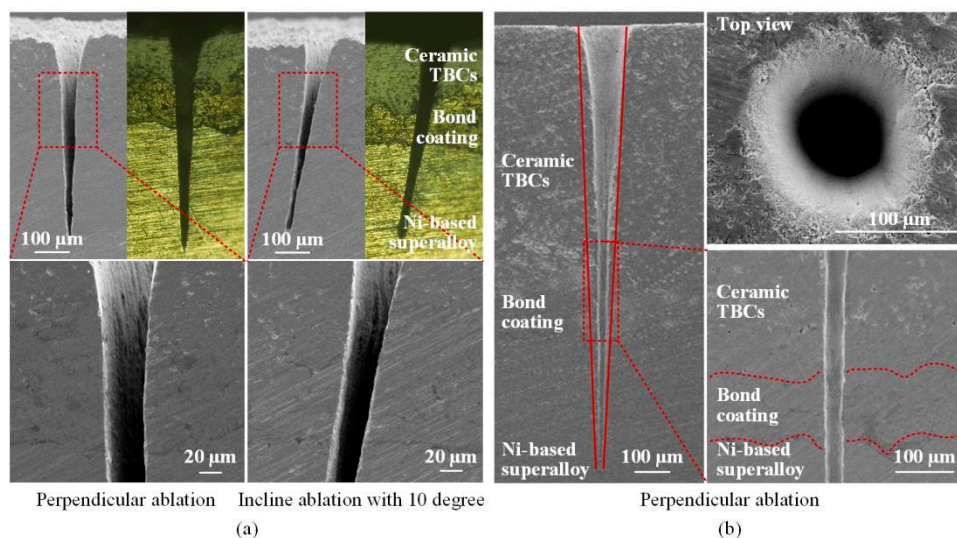 Ceramic
TBCs
Bond
coating
Ni-based
superalloy
100 μm
100 μm
20 μm
20 μm
Perpendicular ablation
Incline ablation with 10 degree
(a)
Ceramic
TBCs
Bond
coating
Ni-based
superalloy
100 μm
Top view
100 μm
Ceramic
TBCs
Bond
coating
Ni-based
superalloy
100 μm
Perpendicular ablation
(b)